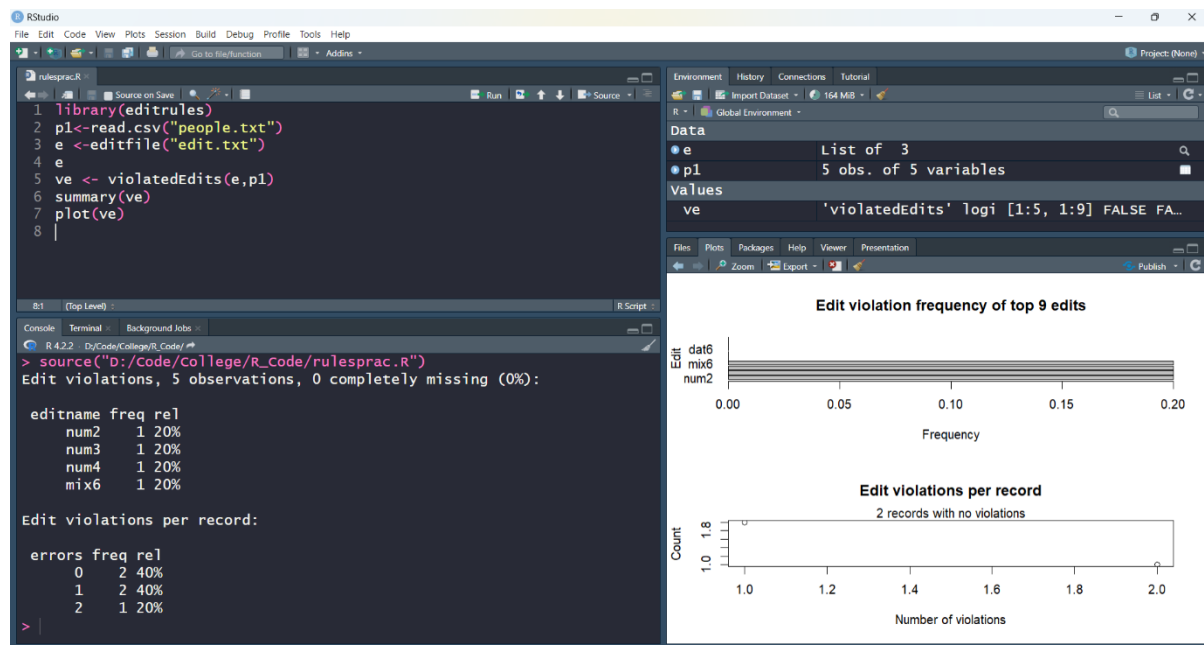 RStudio
File Edit Code View Plots Session Build Debug Profile Tools Help
Go to file/function Addins Project: (None)
rulesprac.R
Source on Save Run Source
1 library(editrules)
2 p1<-read.csv("people.txt")
3 e <-editfile("edit.txt")
4 e
5 ve <- violatedEdits(e,p1)
6 summary(ve)
7 plot(ve)
8
8:1 (Top Level) R Script
Console Terminal Background Jobs
R 4.2.2 · D:/Code/College/R_Code/
> source("D:/Code/College/R_Code/rulesprac.R")
Edit violations, 5 observations, 0 completely missing (0%):
editname freq rel
num2 1 20%
num3 1 20%
num4 1 20%
mix6 1 20%
Edit violations per record:
errors freq rel
0 2 40%
1 2 40%
2 1 20%
>
Environment History Connections Tutorial
Import Dataset 164 MiB List
R Global Environment
Data
e List of 3
p1 5 obs. of 5 variables
Values
ve 'violatedEdits' logi [1:5, 1:9] FALSE FA…
Files Plots Packages Help Viewer Presentation
Zoom Export Publish
Edit violation frequency of top 9 edits
Edit
dat6
mix6
num2
0.00 0.05 0.10 0.15 0.20
Frequency
Edit violations per record
2 records with no violations
Count
1.8
1.0
1.0 1.2 1.4 1.6 1.8 2.0
Number of violations